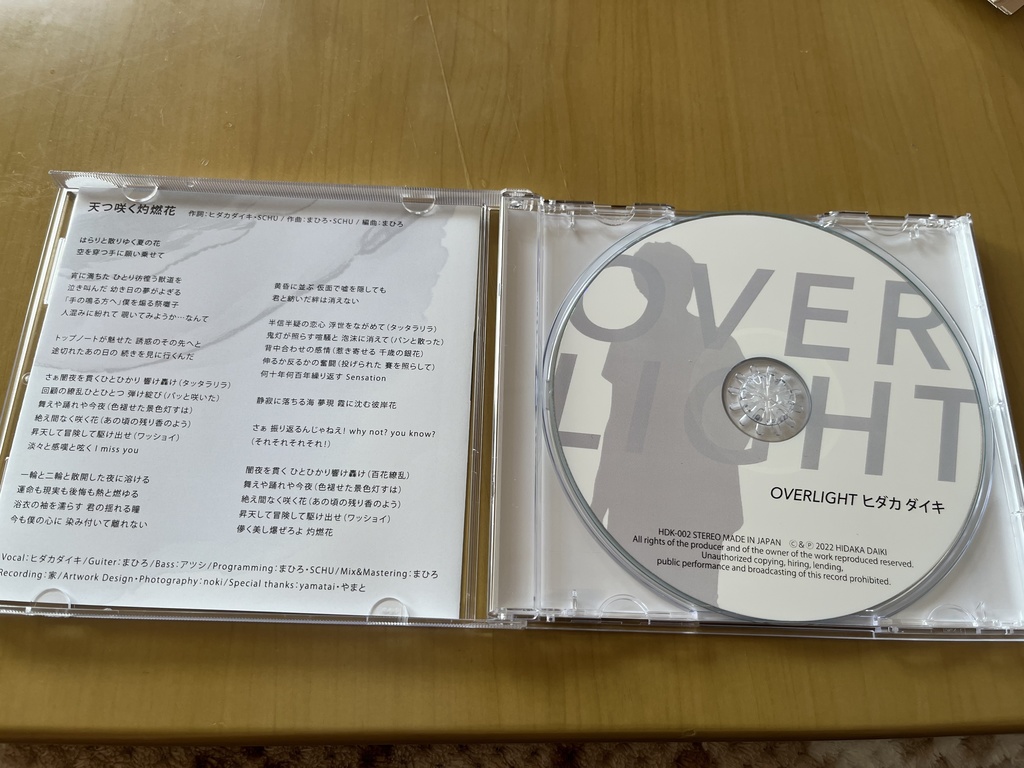 天つ咲く灼燃花
作詞：ヒダカダイキ・SCHU / 作曲：まひろ・SCHU / 編曲：まひろ
はらりと散りゆく夏の花
空を穿つ手に願い乗せて
宵に満ちた ひとり彷徨う獣道を
泣き叫んだ 幼き日の夢がよぎる
「手の鳴る方へ」僕を煽る祭囃子
人混みに紛れて 覗いてみようか…なんて
トップノートが魅せた 誘惑のその先へと
途切れたあの日の 続きを見に行くんだ
さぁ闇夜を貫くひとひかり 響け轟け（タッタラリラ）
回顧の繚乱ひとひとつ 弾け綻び（パッと咲いた）
舞えや踊れや今夜（色褪せた景色灯すは）
絶え間なく咲く花（あの頃の残り香のよう）
昇天して冒険して駆け出せ（ワッショイ）
淡々と感嘆と呟く！miss you
一輪と二輪と散開した夜に溶ける
運命も現実も後悔も熱と燃ゆる
浴衣の袖を濡らす 君の揺れる瞳
今も僕の心に 染み付いて離れない
黄昏に並ぶ 仮面で嘘を隠しても
君と紡いだ絆は消えない
半信半疑の恋心 浮世をながめて（タッタラリラ）
鬼灯が照らす喧騒と 泡沫に消えて（パンと散った）
背中合わせの感情（惹き寄せる 千歳の銀花）
伸るか反るかの奮闘（投げられた 賽を照らして）
何十年何百年繰り返す Sensation
静寂に落ちる海 夢現 霞に沈む彼岸花
さぁ 振り返るんじゃねえ！why not? you know?
（それそれそれそれ！）
闇夜を貫くひとひかり響け轟け（百花繚乱）
舞えや踊れや今夜（色褪せた景色灯すは）
絶え間なく咲く花（あの頃の残り香のよう）
昇天して冒険して駆け出せ（ワッショイ）
儚く美し爆ぜろよ 灼燃花
Vocal：ヒダカダイキ/Guiter：まひろ/Bass：アツシ/Programming：まひろ・SCHU/Mix&Mastering：まひろ
Recording：家/Artwork Design・Photography：noki/Special thanks：yamatai・やまと
OVER
LIGHT
OVERLIGHT ヒダカ ダイキ
HDK-002 STEREO MADE IN JAPAN Ⓒ&Ⓟ 2022 HIDAKA DAIKI
All rights of the producer and of the owner of the work reproduced reserved.
Unauthorized copying, hiring, lending,
public performance and broadcasting of this record prohibited.